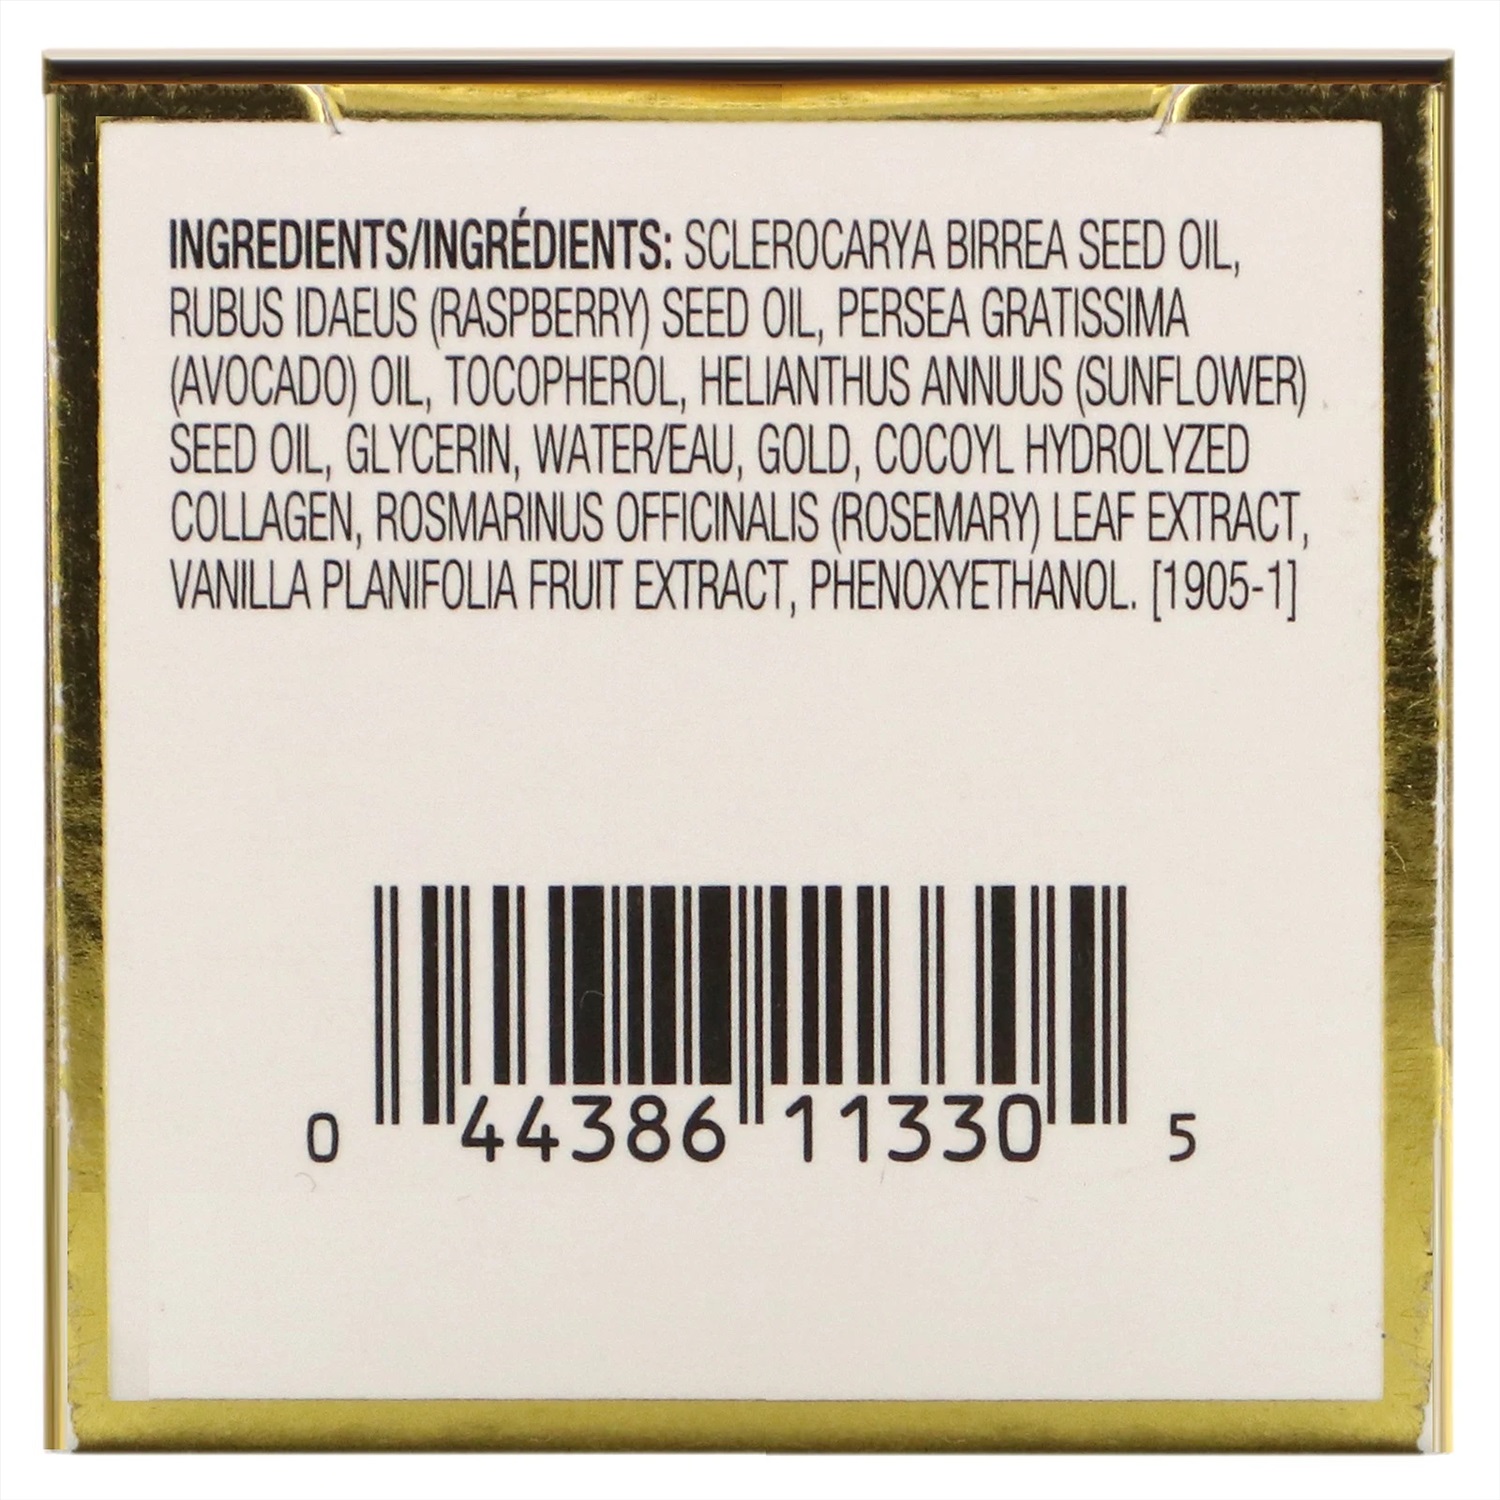 INGREDIENTS/INGRÉDIENTS: SCLEROCARYA BIRREA SEED OIL,
RUBUS IDAEUS (RASPBERRY) SEED OIL, PERSEA GRATISSIMA
(AVOCADO) OIL, TOCOPHEROL, HELIANTHUS ANNUUS (SUNFLOWER)
SEED OIL, GLYCERIN, WATER/EAU, GOLD, COCOYL HYDROLYZED
COLLAGEN, ROSMARINUS OFFICINALIS (ROSEMARY) LEAF EXTRACT,
VANILLA PLANIFOLIA FRUIT EXTRACT, PHENOXYETHANOL. [1905-1]
0 44386 11330 5